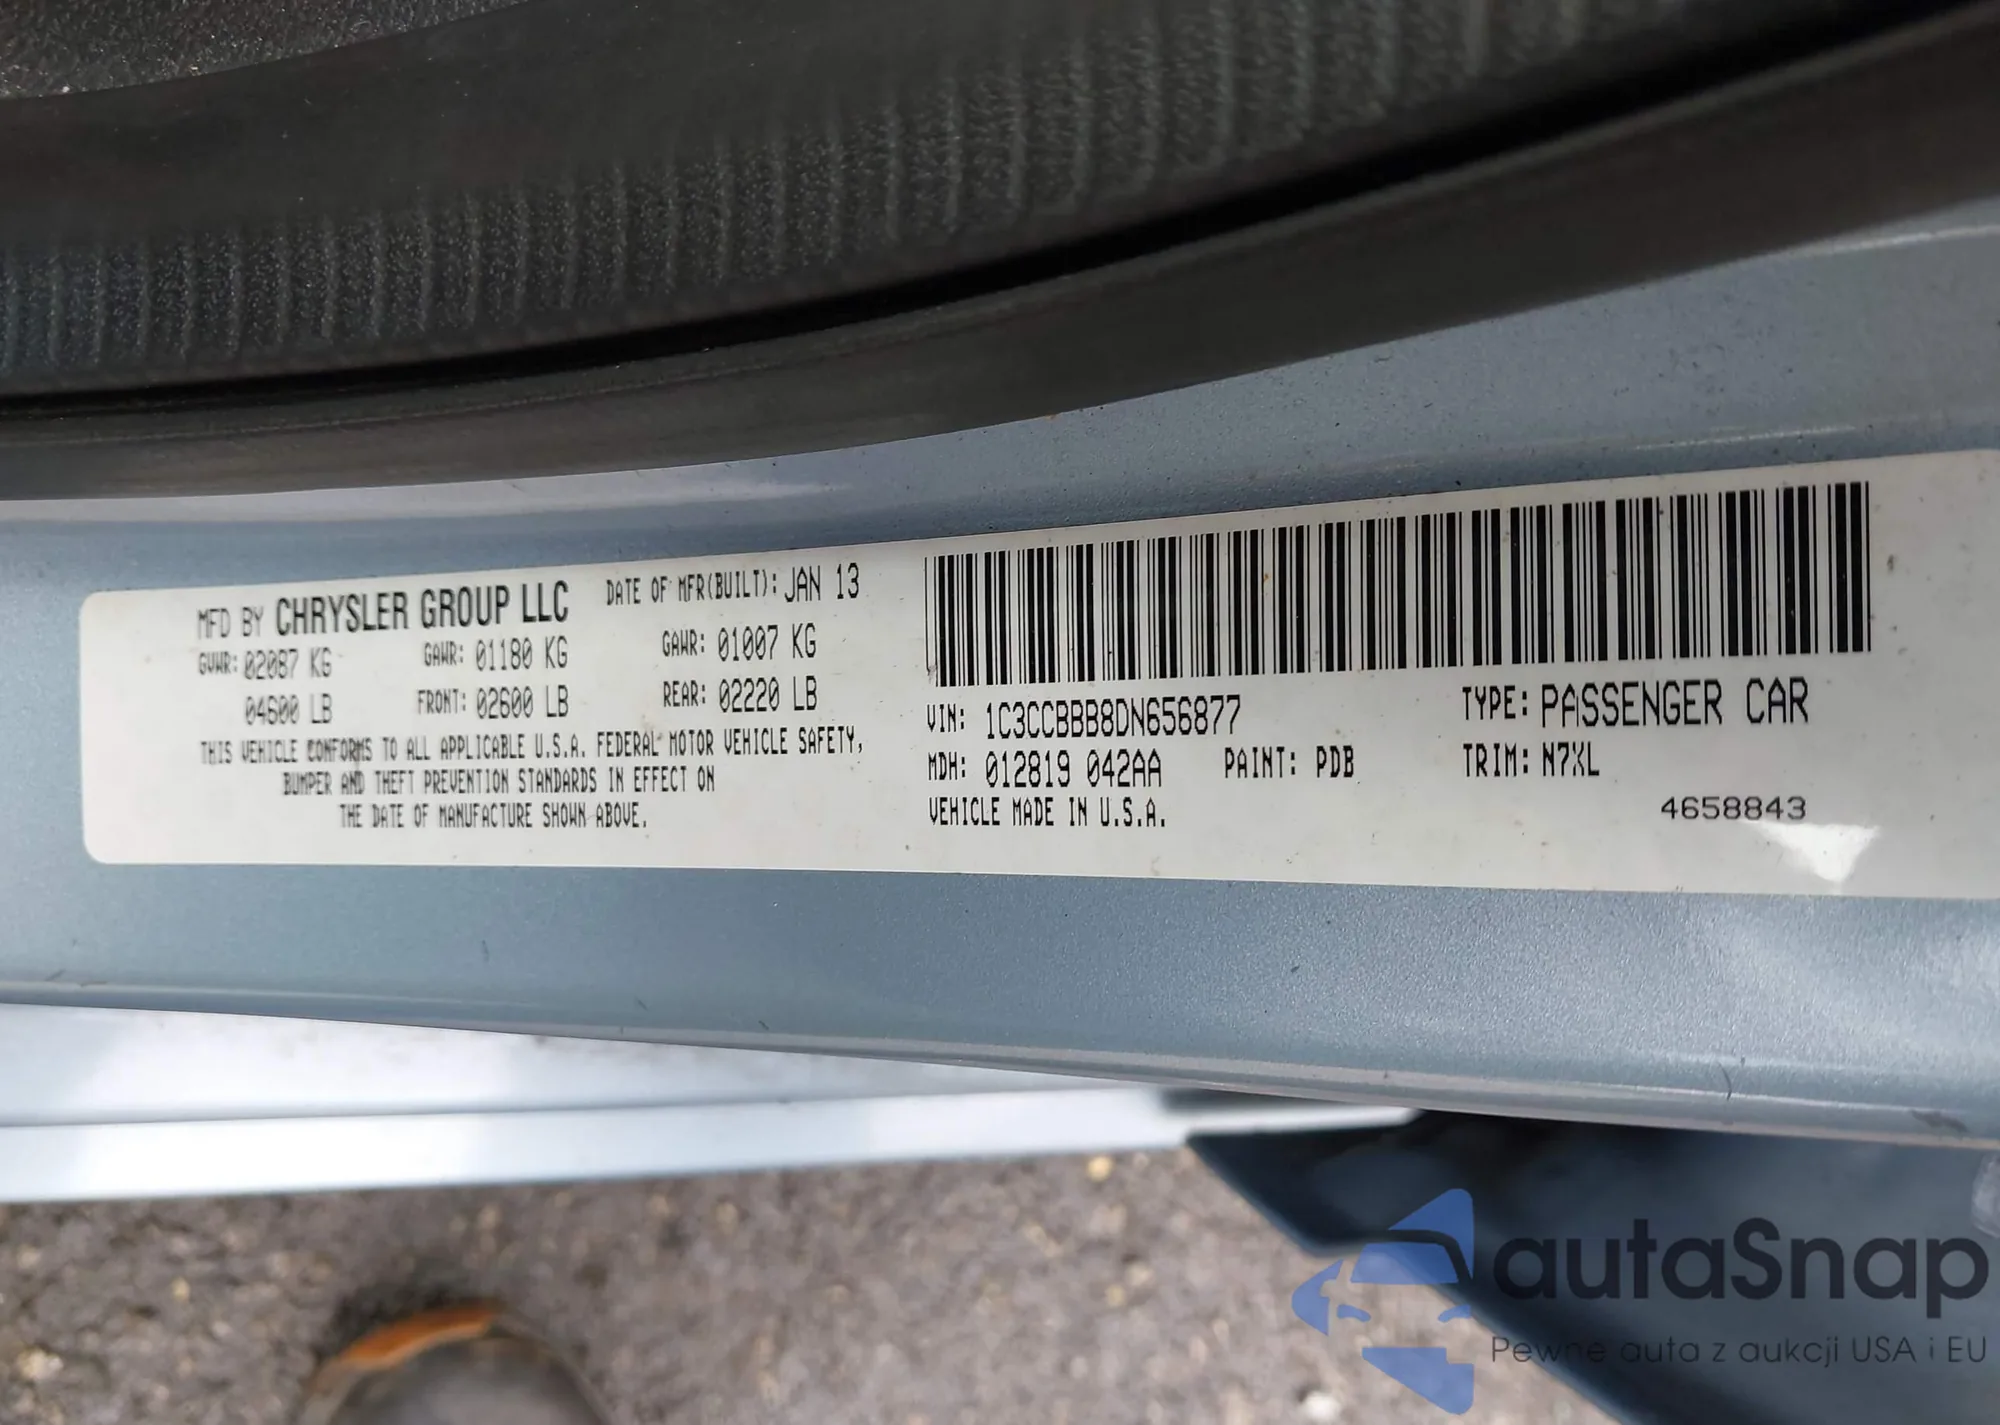 MFD BY CHRYSLER GROUP LLC DATE OF MFR(BUILT): JAN 13
GVWR: 02087 KG GAWR: 01180 KG GAWR: 01007 KG
04600 LB FRONT: 02600 LB REAR: 02220 LB
THIS VEHICLE CONFORMS TO ALL APPLICABLE U.S.A. FEDERAL MOTOR VEHICLE SAFETY,
BUMPER AND THEFT PREVENTION STANDARDS IN EFFECT ON
THE DATE OF MANUFACTURE SHOWN ABOVE.
VIN: 1C3CCBBB8DN656877 TYPE: PASSENGER CAR
MDH: 012819 042AA PAINT: PDB TRIM: N7XL
VEHICLE MADE IN U.S.A.
4658843
autaSnap
Pewne auta z aukcji USA i EU